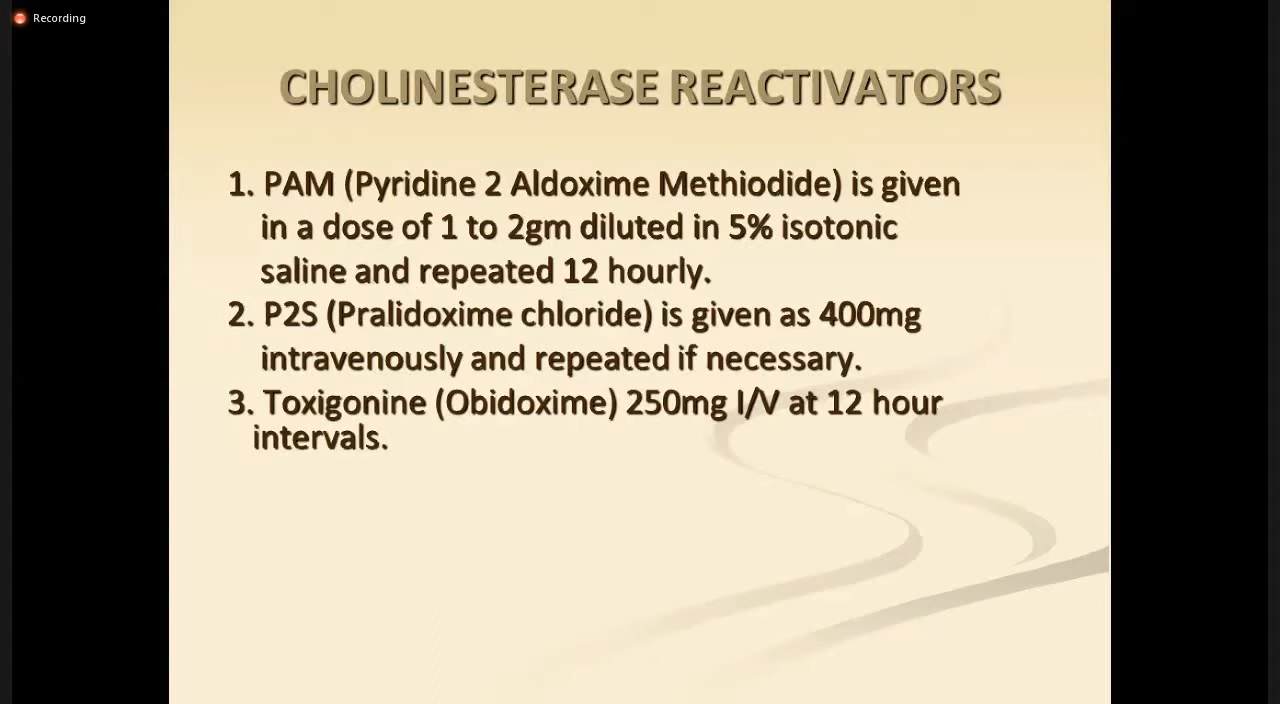 Recording
CHOLINESTERASE REACTIVATORS
1. PAM (Pyridine 2 Aldoxime Methiodide) is given
in a dose of 1 to 2gm diluted in 5% isotonic
saline and repeated 12 hourly.
2. P2S (Pralidoxime chloride) is given as 400mg
intravenously and repeated if necessary.
3. Toxigonine (Obidoxime) 250mg I/V at 12 hour
intervals.